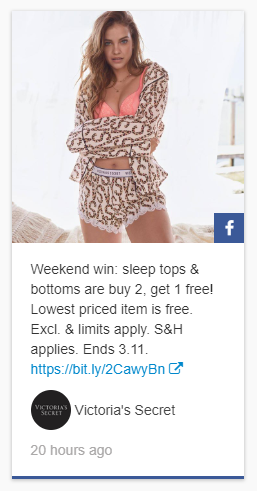 Weekend win: sleep tops &
bottoms are buy 2, get 1 free!
Lowest priced item is free.
Excl. & limits apply. S&H
applies. Ends 3.11.
https://bit.ly/2CawyBn
VICTORIA'S
SECRET
Victoria's Secret
20 hours ago